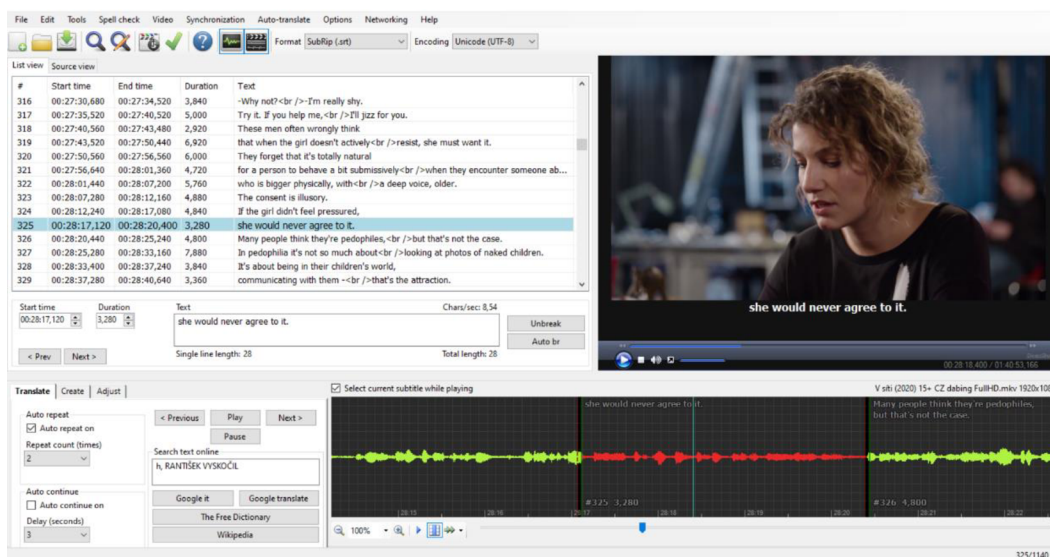 File Edit Tools Spell check Video Synchronization Auto-translate Options Networking Help
Format SubRip (.srt) Encoding Unicode (UTF-8)
List view Source view
# Start time End time Duration Text
316 00:27:30,680 00:27:34,520 3,840 -Why not?<br />-I'm really shy.
317 00:27:35,520 00:27:40,520 5,000 Try it. If you help me,<br />I'll jizz for you.
318 00:27:40,560 00:27:43,480 2,920 These men often wrongly think
319 00:27:43,520 00:27:50,440 6,920 that when the girl doesn't actively<br />resist, she must want it.
320 00:27:50,560 00:27:56,560 6,000 They forget that it's totally natural
321 00:27:56,640 00:28:01,360 4,720 for a person to behave a bit submissively<br />when they encounter someone ab...
322 00:28:01,440 00:28:07,200 5,760 who is bigger physically, with<br />a deep voice, older.
323 00:28:07,280 00:28:12,160 4,880 The consent is illusory.
324 00:28:12,240 00:28:17,080 4,840 If the girl didn't feel pressured,
325 00:28:17,120 00:28:20,400 3,280 she would never agree to it.
326 00:28:20,440 00:28:25,240 4,800 Many people think they're pedophiles,<br />but that's not the case.
327 00:28:25,280 00:28:33,160 7,880 In pedophilia it's not so much about<br />looking at photos of naked children.
328 00:28:33,400 00:28:37,240 3,840 It's about being in their children's world,
329 00:28:37,280 00:28:40,640 3,360 communicating with them -<br />that's the attraction.
she would never agree to it.
00:28:18,400 / 01:40:53,166
Start time Duration Text Chars/sec: 8,54
00:28:17,120 3,280 she would never agree to it.
Unbreak
Auto br
< Prev Next > Single line length: 28 Total length: 28
Translate Create Adjust
Auto repeat
Auto repeat on
Repeat count (times)
2
Auto continue
Auto continue on
Delay (seconds)
3
< Previous Play Next >
Pause
Search text online
h, RANTIŠEK VYSKOČIL
Google it Google translate
The Free Dictionary
Wikipedia
Select current subtitle while playing V síti (2020) 15+ CZ dabing FullHD.mkv 1920x108
she would never agree to it. Many people think they're pedophiles,
but that's not the case.
#325 3,280 #326 4,800
28:15 28:16 28:17 28:18 28:19 28:20 28:21 28:22
100%
325/1140